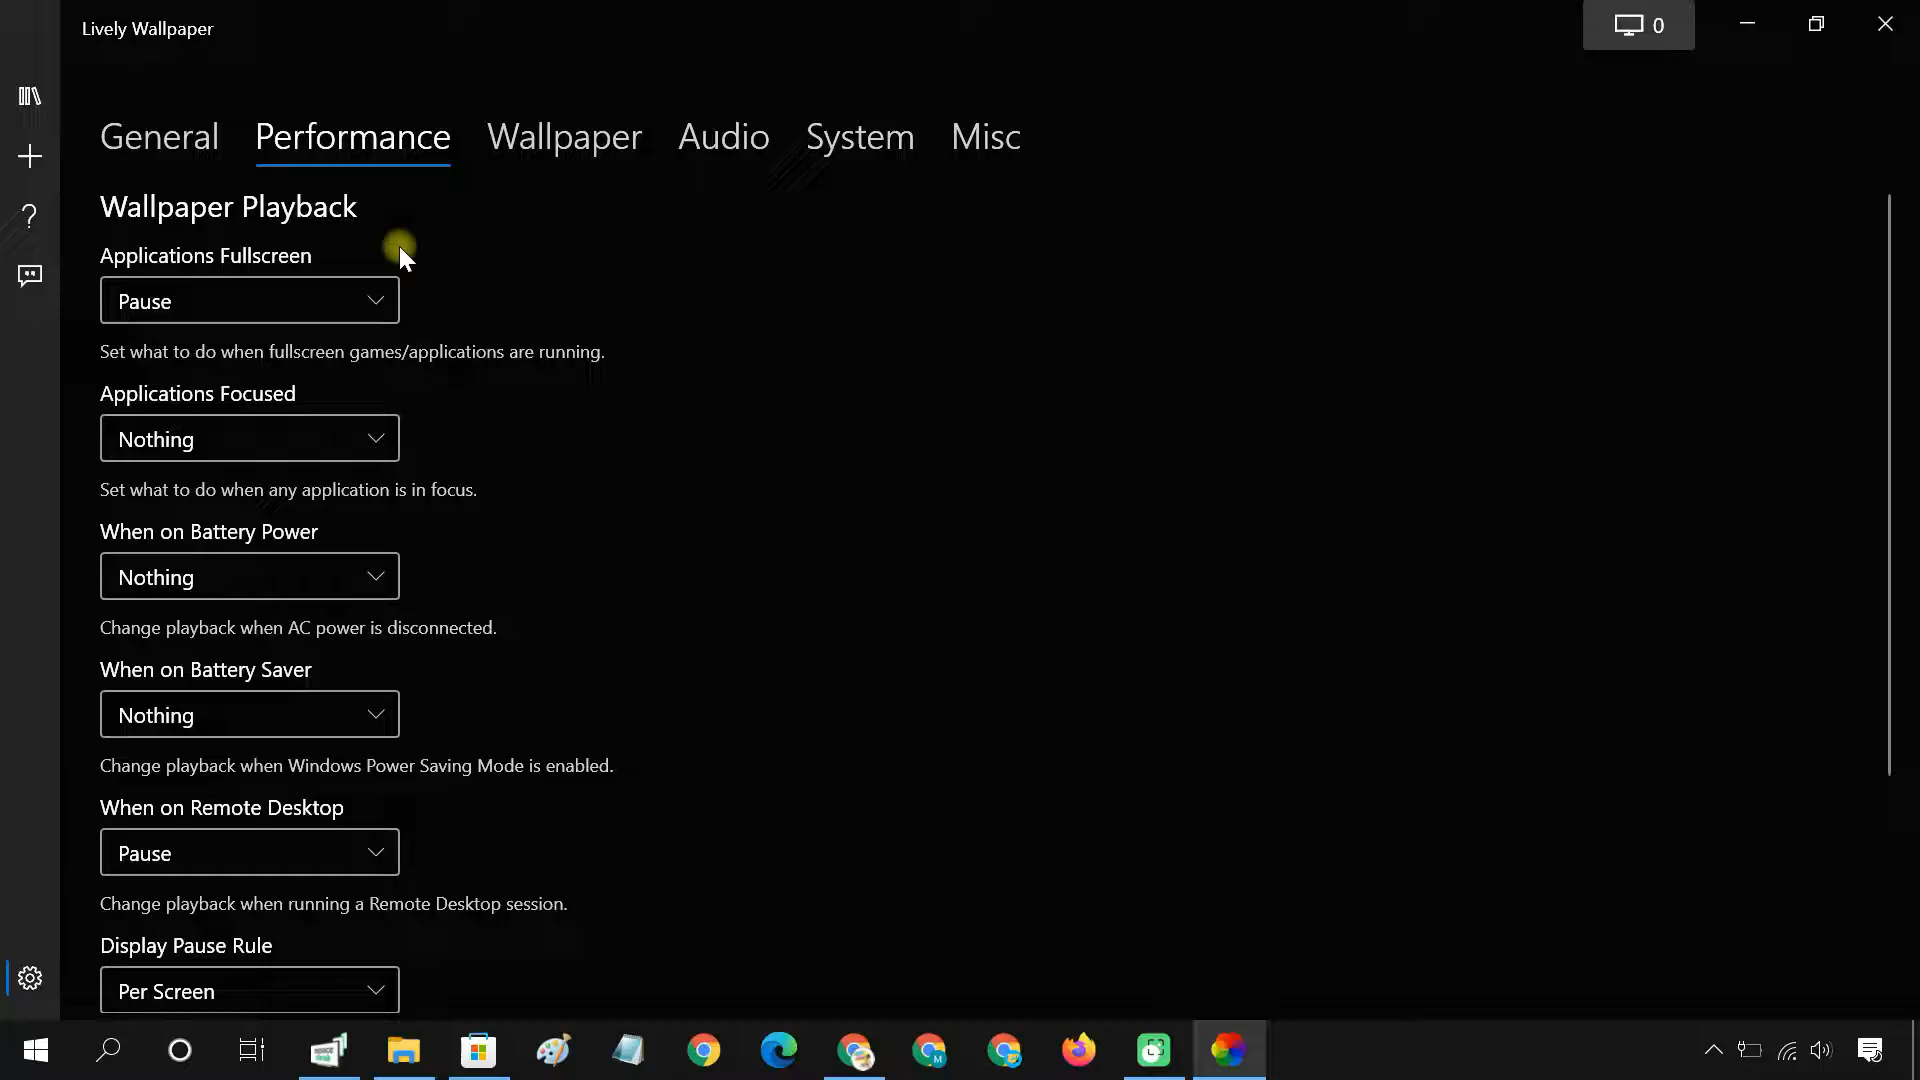 Lively Wallpaper
0
General Performance Wallpaper Audio System Misc
Wallpaper Playback
Applications Fullscreen
Pause
Set what to do when fullscreen games/applications are running.
Applications Focused
Nothing
Set what to do when any application is in focus.
When on Battery Power
Nothing
Change playback when AC power is disconnected.
When on Battery Saver
Nothing
Change playback when Windows Power Saving Mode is enabled.
When on Remote Desktop
Pause
Change playback when running a Remote Desktop session.
Display Pause Rule
Per Screen